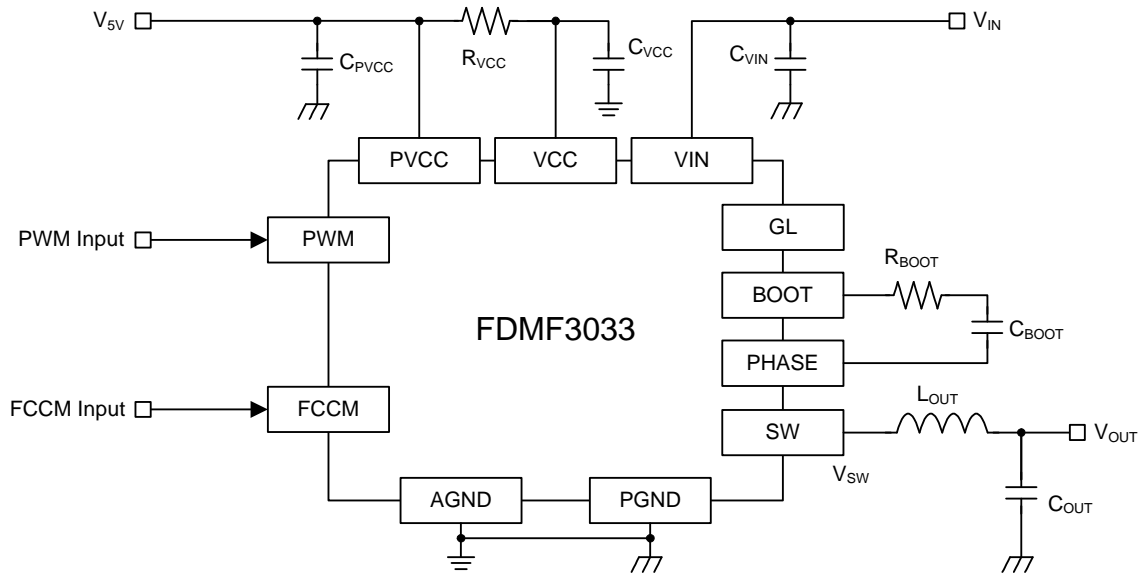 V5V
CPVCC
RVCC
CVCC
CVIN
VIN
PVCC
VCC
VIN
PWM Input
PWM
GL
BOOT
RBOOT
CBOOT
FDMF3033
PHASE
FCCM Input
FCCM
SW
LOUT
VOUT
VSW
COUT
AGND
PGND